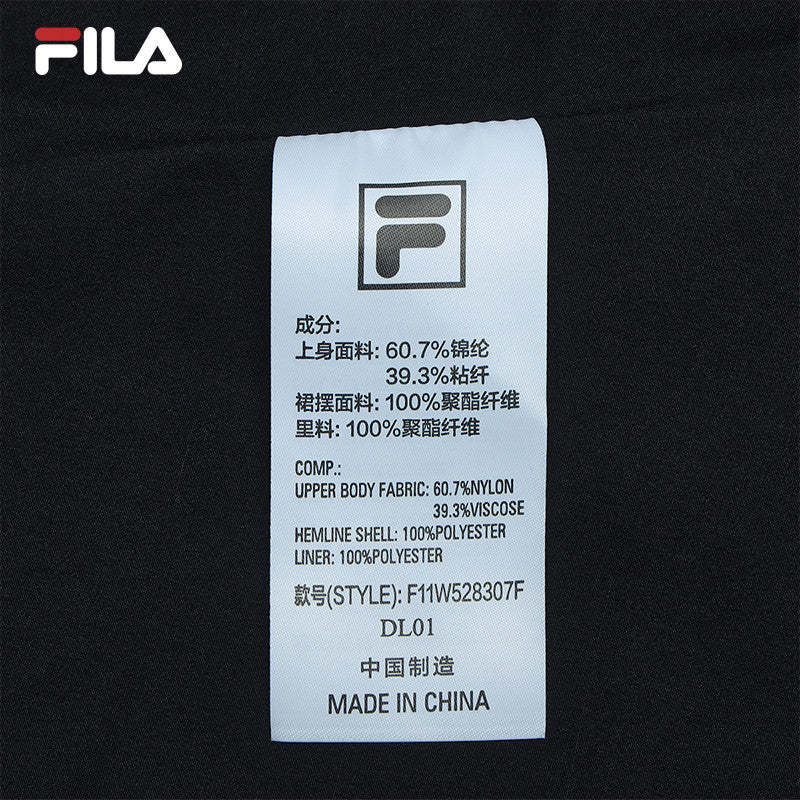 FILA
F
成分:
上身面料: 60.7%锦纶
39.3%粘纤
裙摆面料: 100%聚酯纤维
里料: 100%聚酯纤维
COMP.:
UPPER BODY FABRIC: 60.7%NYLON
39.3%VISCOSE
HEMLINE SHELL: 100%POLYESTER
LINER: 100%POLYESTER
款号(STYLE): F11W528307F
DL01
中国制造
MADE IN CHINA